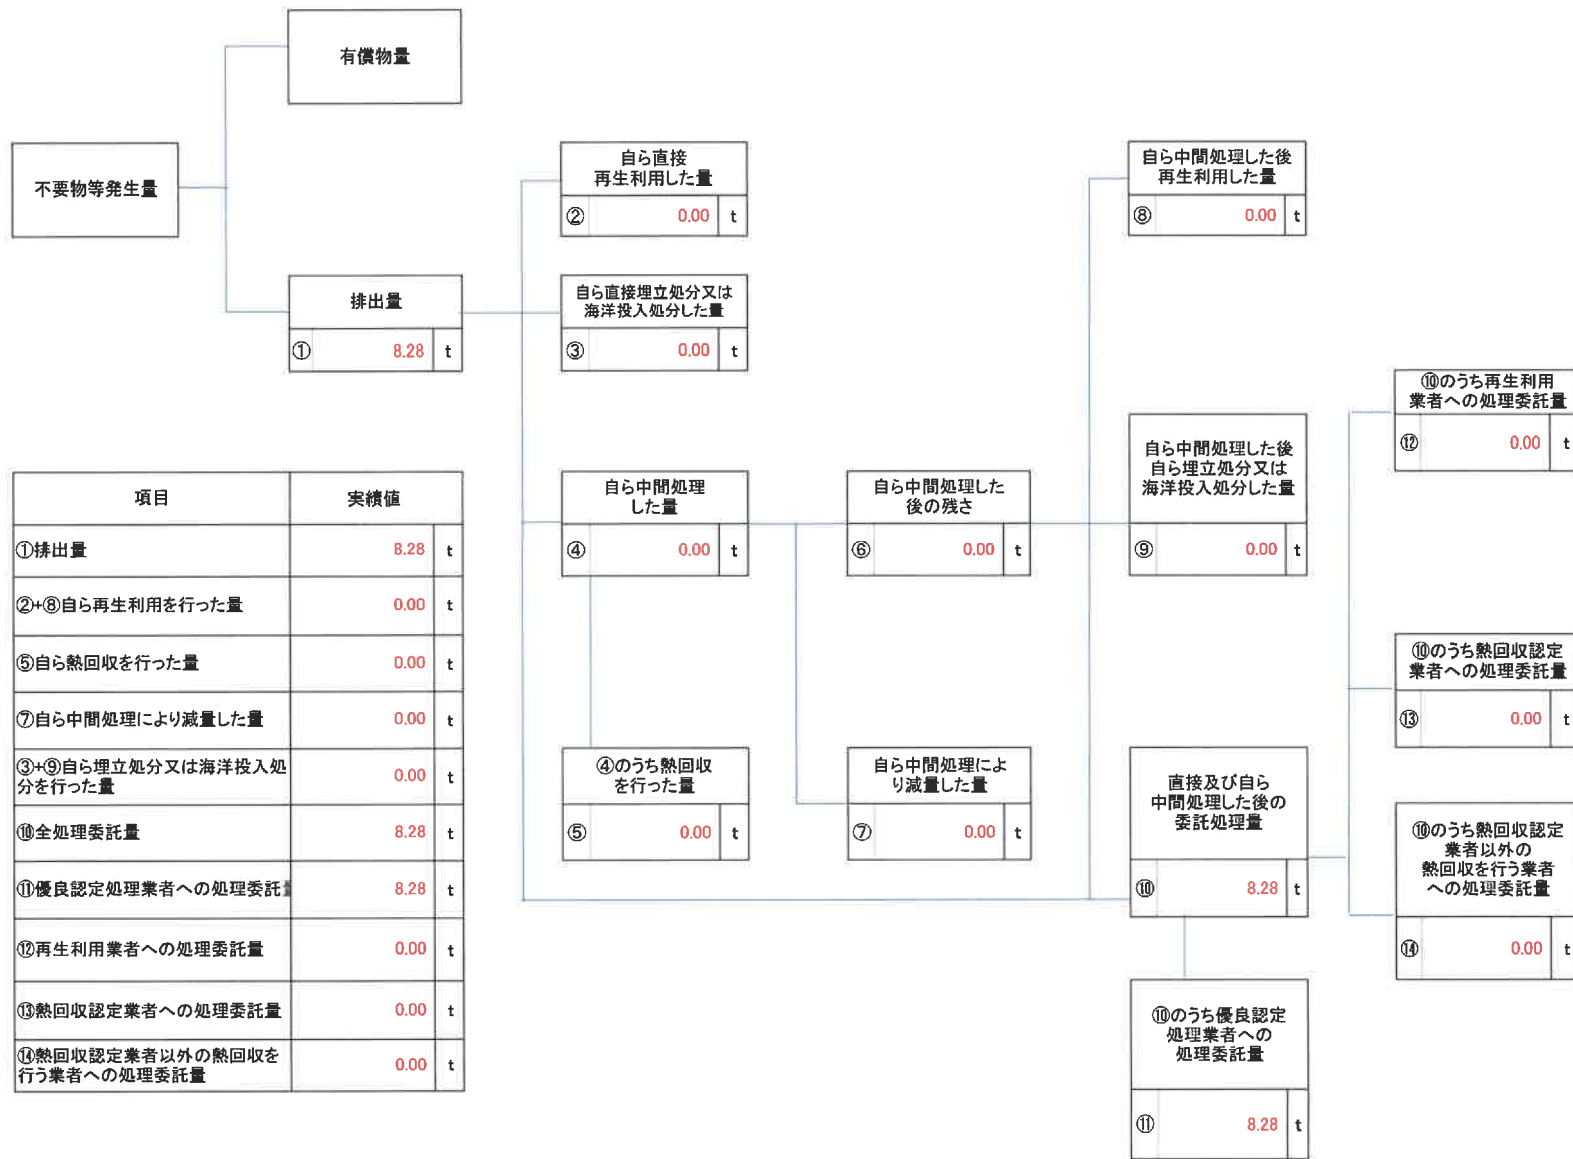 有償物量
不要物等発生量
排出量
① 8.28 t
自ら直接
再生利用した量
② 0.00 t
自ら直接埋立処分又は
海洋投入処分した量
③ 0.00 t
自ら中間処理
した量
④ 0.00 t
④のうち熱回収
を行った量
⑤ 0.00 t
自ら中間処理した
後の残さ
⑥ 0.00 t
自ら中間処理によ
り減量した量
⑦ 0.00 t
自ら中間処理した後
再生利用した量
⑧ 0.00 t
自ら中間処理した後
自ら埋立処分又は
海洋投入処分した量
⑨ 0.00 t
直接及び自ら
中間処理した後の
委託処理量
⑩ 8.28 t
⑩のうち優良認定
処理業者への
処理委託量
⑪ 8.28 t
⑩のうち再生利用
業者への処理委託量
⑫ 0.00 t
⑩のうち熱回収認定
業者への処理委託量
⑬ 0.00 t
⑩のうち熱回収認定
業者以外の
熱回収を行う業者
への処理委託量
⑭ 0.00 t
項目 実績値
①排出量 8.28 t
②+⑧自ら再生利用を行った量 0.00 t
⑤自ら熱回収を行った量 0.00 t
⑦自ら中間処理により減量した量 0.00 t
③+⑨自ら埋立処分又は海洋投入処
分を行った量 0.00 t
⑩全処理委託量 8.28 t
⑪優良認定処理業者への処理委託 8.28 t
⑫再生利用業者への処理委託量 0.00 t
⑬熱回収認定業者への処理委託量 0.00 t
⑭熱回収認定業者以外の熱回収を
行う業者への処理委託量 0.00 t